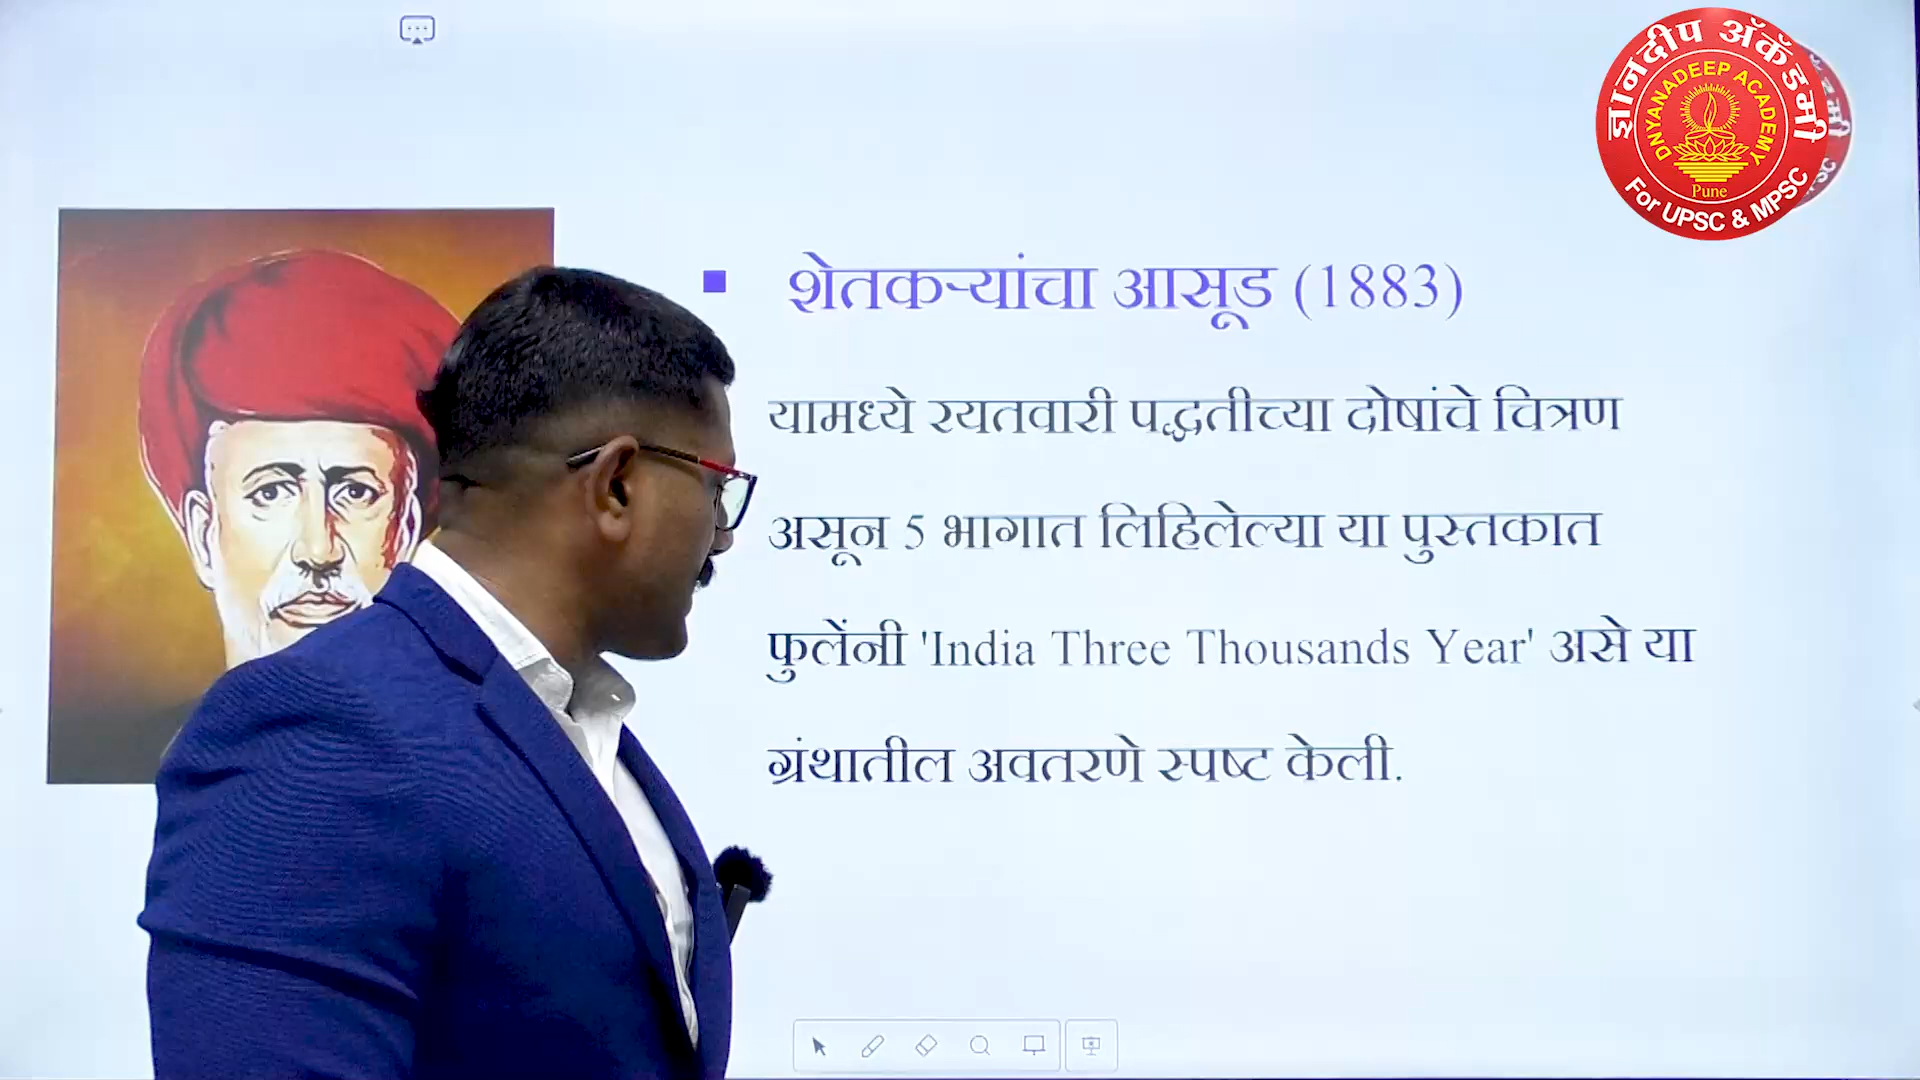 ज्ञानदीप अ‍ॅकॅडमी
DNYANADEEP ACADEMY
Pune
For UPSC & MPSC
शेतकऱ्यांचा आसूड (1883)
यामध्ये रयतवारी पद्धतीच्या दोषांचे चित्रण
असून 5 भागात लिहिलेल्या या पुस्तकात
फुलेंनी 'India Three Thousands Year' असे या
ग्रंथातील अवतरणे स्पष्ट केली.